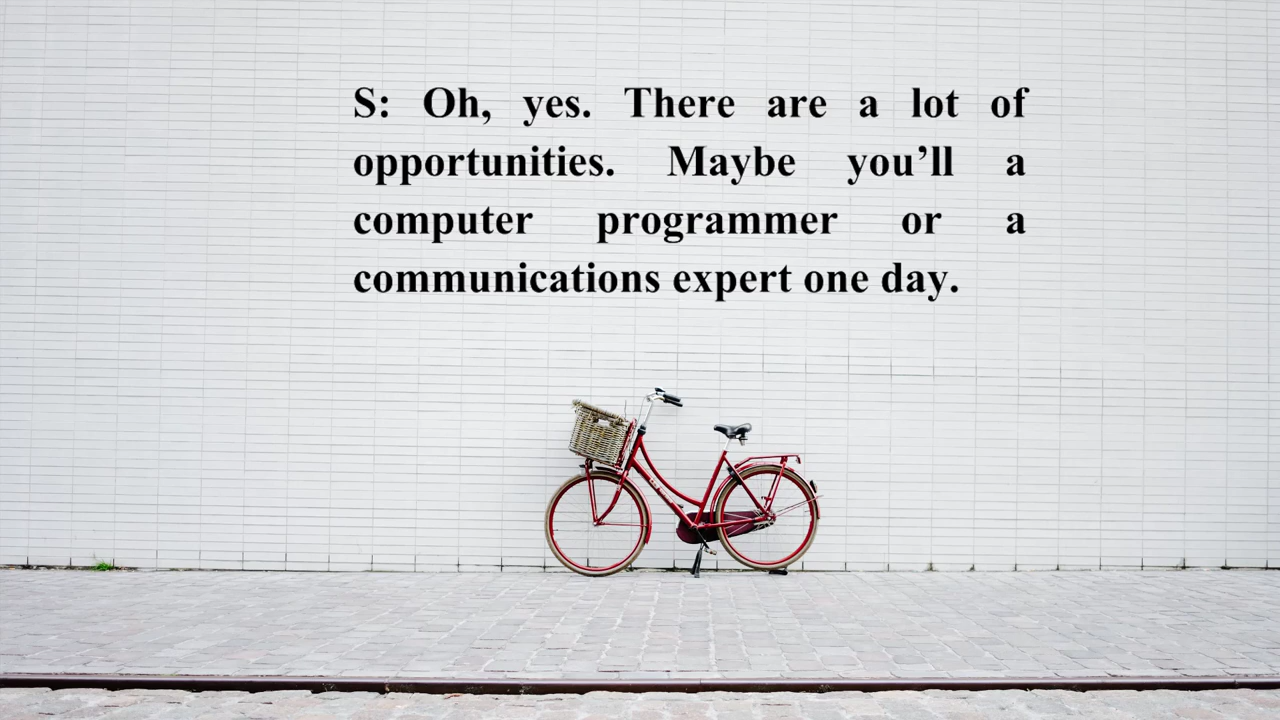 S: Oh, yes. There are a lot of
opportunities. Maybe you’ll a
computer programmer or a
communications expert one day.